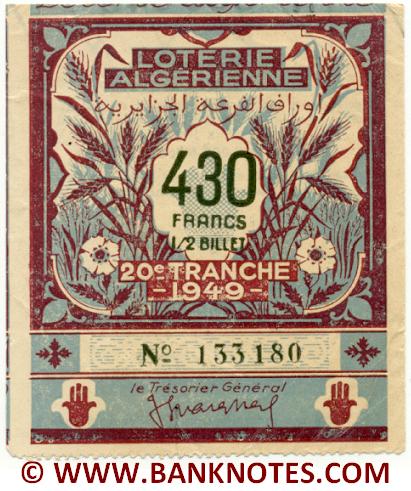 LOTERIE
ALGÉRIENNE
اوراق القرعة الجزايرية
430
FRANCS
1/2 BILLET
20e TRANCHE
-1949-
No 133180
le Trésorier Général
© WWW.BANKNOTES.COM